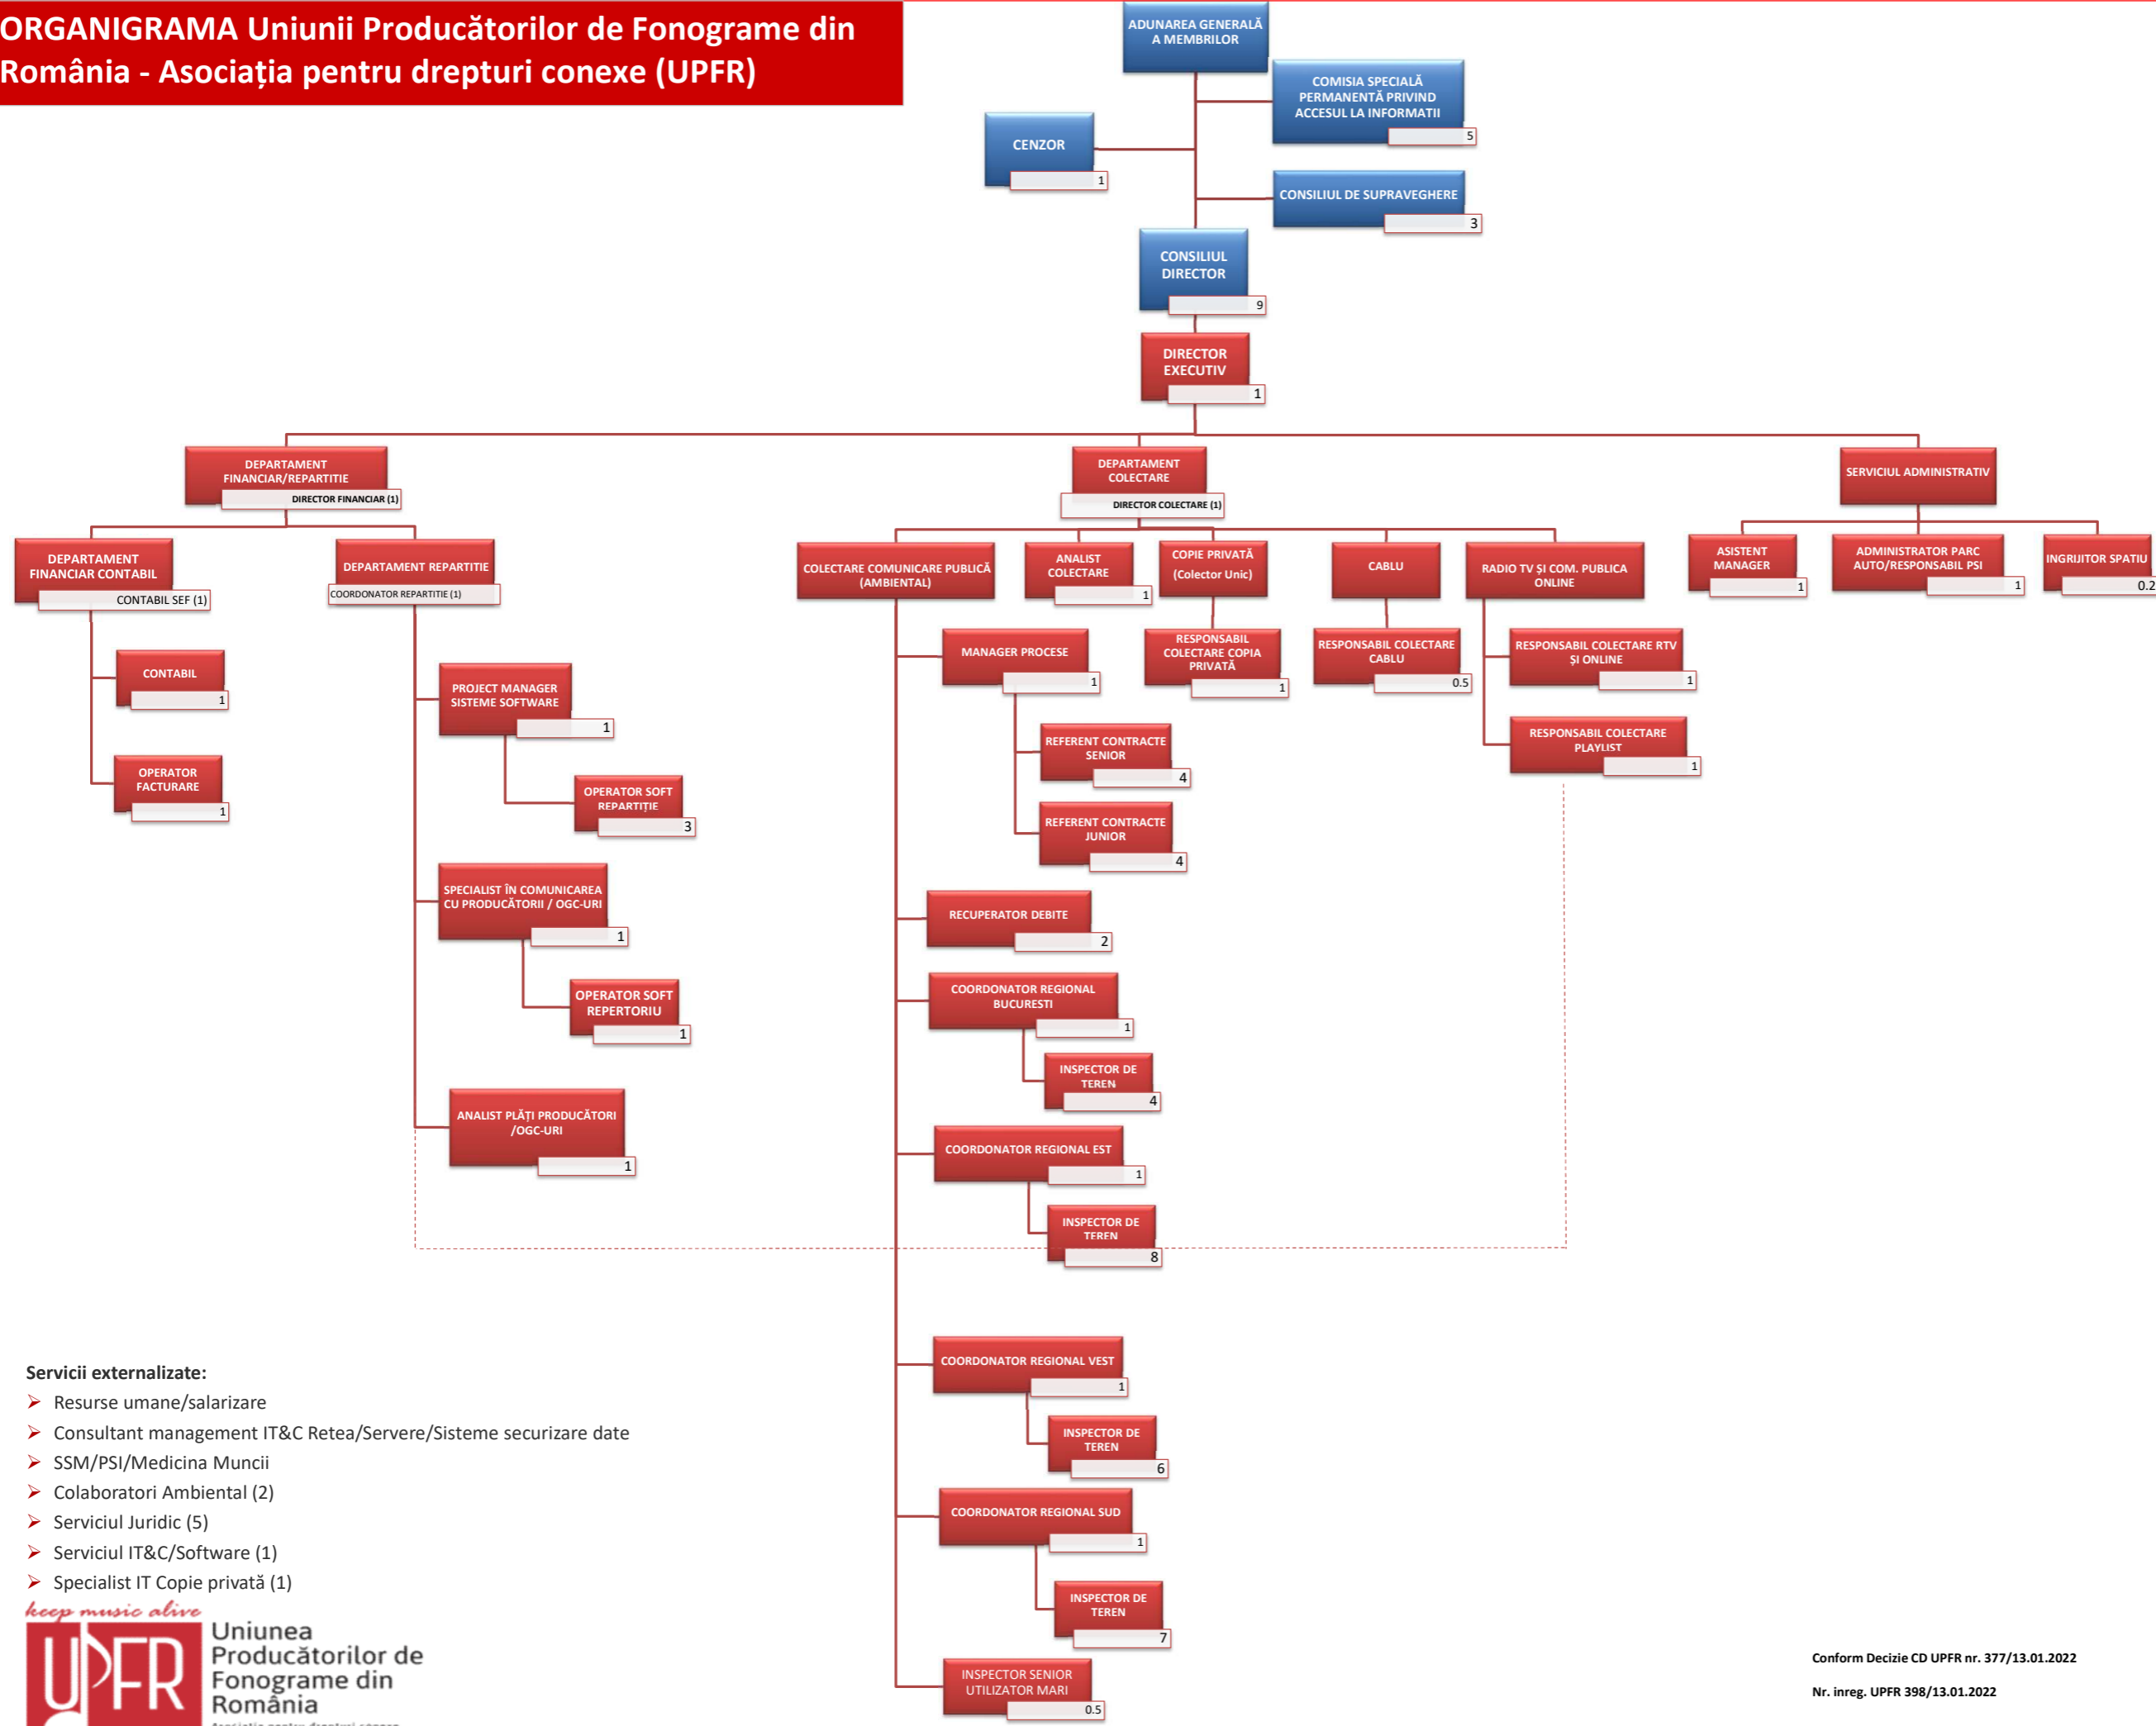 ORGANIGRAMA Uniunii Producătorilor de Fonograme din
România - Asociația pentru drepturi conexe (UPFR)
ADUNAREA GENERALĂ
A MEMBRILOR
COMISIA SPECIALĂ
PERMANENTĂ PRIVIND
ACCESUL LA INFORMATII
5
CENZOR
1
CONSILIUL DE SUPRAVEGHERE
3
CONSILIUL
DIRECTOR
9
DIRECTOR
EXECUTIV
1
DEPARTAMENT
FINANCIAR/REPARTITIE
DIRECTOR FINANCIAR (1)
DEPARTAMENT
COLECTARE
DIRECTOR COLECTARE (1)
SERVICIUL ADMINISTRATIV
DEPARTAMENT
FINANCIAR CONTABIL
CONTABIL SEF (1)
DEPARTAMENT REPARTITIE
COORDONATOR REPARTITIE (1)
COLECTARE COMUNICARE PUBLICĂ
(AMBIENTAL)
ANALIST
COLECTARE
1
COPIE PRIVATĂ
(Colector Unic)
CABLU
RADIO TV ȘI COM. PUBLICA
ONLINE
ASISTENT
MANAGER
1
ADMINISTRATOR PARC
AUTO/RESPONSABIL PSI
1
INGRIJITOR SPATIU
0.2
CONTABIL
1
OPERATOR
FACTURARE
1
PROJECT MANAGER
SISTEME SOFTWARE
1
OPERATOR SOFT
REPARTIȚIE
3
SPECIALIST ÎN COMUNICAREA
CU PRODUCĂTORII / OGC-URI
1
OPERATOR SOFT
REPERTORIU
1
ANALIST PLĂȚI PRODUCĂTORI
/OGC-URI
1
MANAGER PROCESE
1
REFERENT CONTRACTE
SENIOR
4
REFERENT CONTRACTE
JUNIOR
4
RECUPERATOR DEBITE
2
COORDONATOR REGIONAL
BUCURESTI
1
INSPECTOR DE
TEREN
4
COORDONATOR REGIONAL EST
1
INSPECTOR DE
TEREN
8
COORDONATOR REGIONAL VEST
1
INSPECTOR DE
TEREN
6
COORDONATOR REGIONAL SUD
1
INSPECTOR DE
TEREN
7
INSPECTOR SENIOR
UTILIZATOR MARI
0.5
RESPONSABIL
COLECTARE COPIA
PRIVATĂ
1
RESPONSABIL COLECTARE
CABLU
0.5
RESPONSABIL COLECTARE RTV
ȘI ONLINE
1
RESPONSABIL COLECTARE
PLAYLIST
1
Servicii externalizate:
➢ Resurse umane/salarizare
➢ Consultant management IT&C Retea/Servere/Sisteme securizare date
➢ SSM/PSI/Medicina Muncii
➢ Colaboratori Ambiental (2)
➢ Serviciul Juridic (5)
➢ Serviciul IT&C/Software (1)
➢ Specialist IT Copie privată (1)
keep music alive
UPFR
Uniunea
Producătorilor de
Fonograme din
România
Conform Decizie CD UPFR nr. 377/13.01.2022
Nr. inreg. UPFR 398/13.01.2022